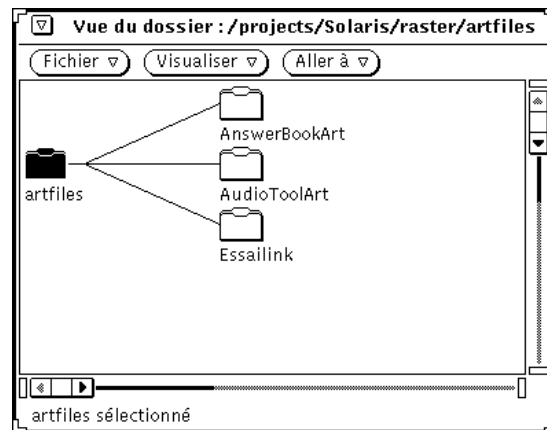 Vue du dossier : /projects/Solaris/raster/artfiles
Fichier Visualiser Aller à
AnswerBookArt
artfiles
AudioToolArt
Essailink
artfiles sélectionné